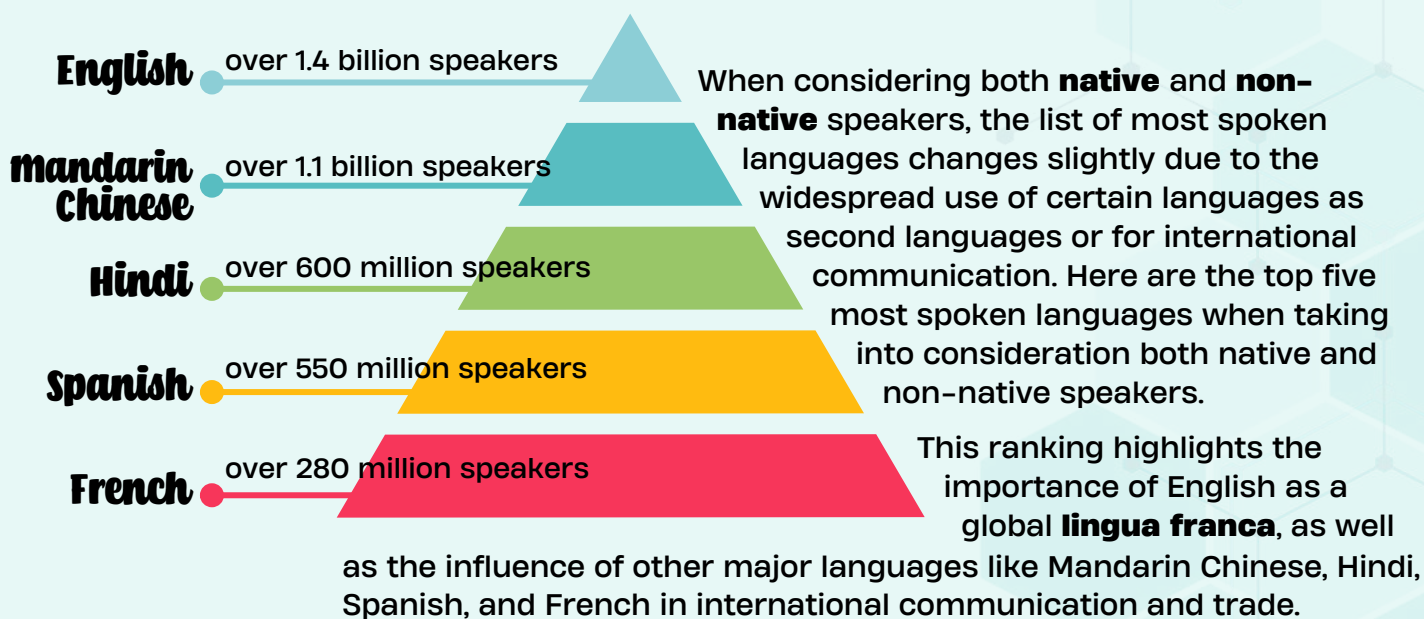 English
over 1.4 billion speakers
Mandarin
Chinese
over 1.1 billion speakers
Hindi
over 600 million speakers
Spanish
over 550 million speakers
French
over 280 million speakers
When considering both native and non-
native speakers, the list of most spoken
languages changes slightly due to the
widespread use of certain languages as
second languages or for international
communication. Here are the top five
most spoken languages when taking
into consideration both native and
non-native speakers.
This ranking highlights the
importance of English as a
global lingua franca, as well
as the influence of other major languages like Mandarin Chinese, Hindi,
Spanish, and French in international communication and trade.